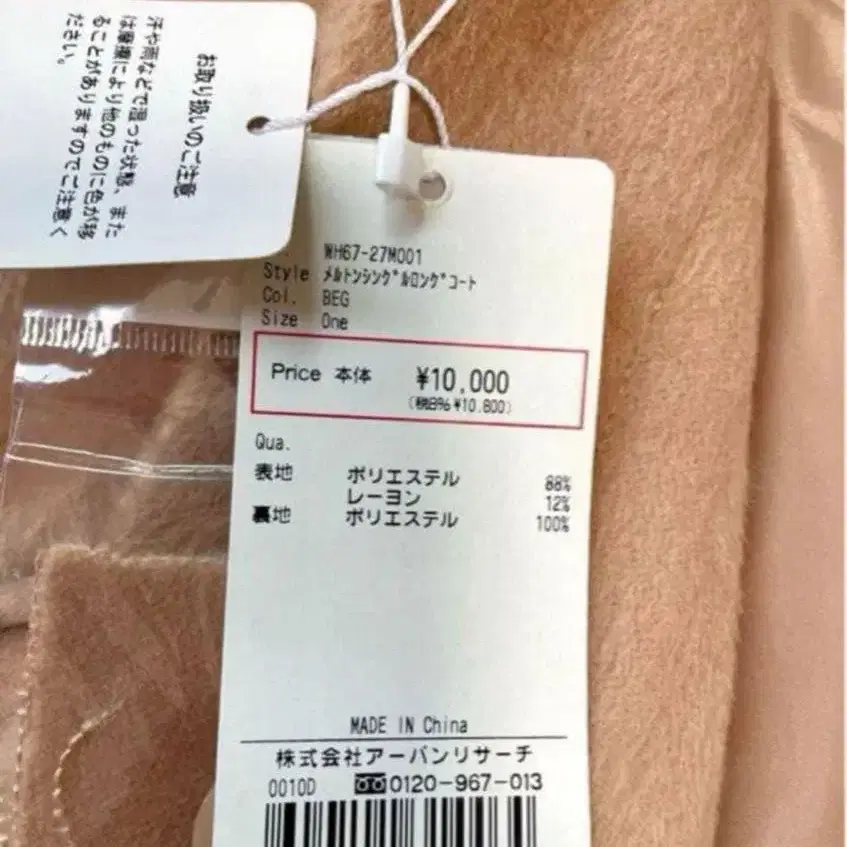 お取り扱いのご注意
汗や雨などで湿った状態、また
は摩擦により他のものに色が移
ることがありますのでご注意く
ださい。
WH67-27M001
Style ﾒﾙﾄﾝｼﾝｸﾞﾙﾛﾝｸﾞｺｰﾄ
Col. BEG
Size One
Price 本体 ¥10,000
(税8% ¥10,800)
Qua.
表地 ポリエステル 88%
レーヨン 12%
裏地 ポリエステル 100%
MADE IN China
株式会社アーバンリサーチ
0010D 0120-967-013